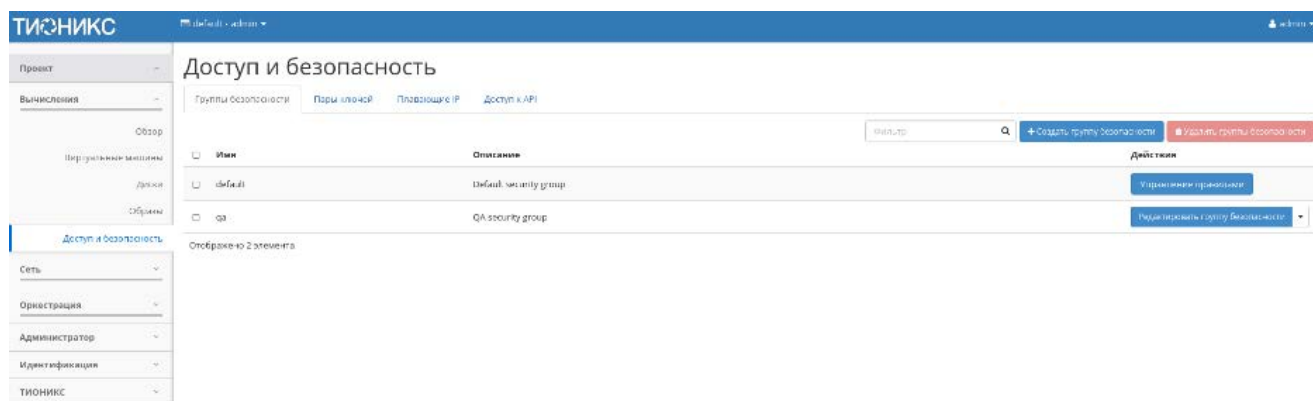 ТИОНИКС
default - admin
admin
Проект
Вычисления
Обзор
Виртуальные машины
Диски
Образы
Доступ и безопасность
Сеть
Оркестрация
Администратор
Идентификация
ТИОНИКС
Доступ и безопасность
Группы безопасности Пары ключей Плавающие IP Доступ к API
Фильтр + Создать группу безопасности Удалить группы безопасности
Имя Описание Действия
default Default security group Управление правилами
qa QA security group Редактировать группу безопасности
Отображено 2 элемента